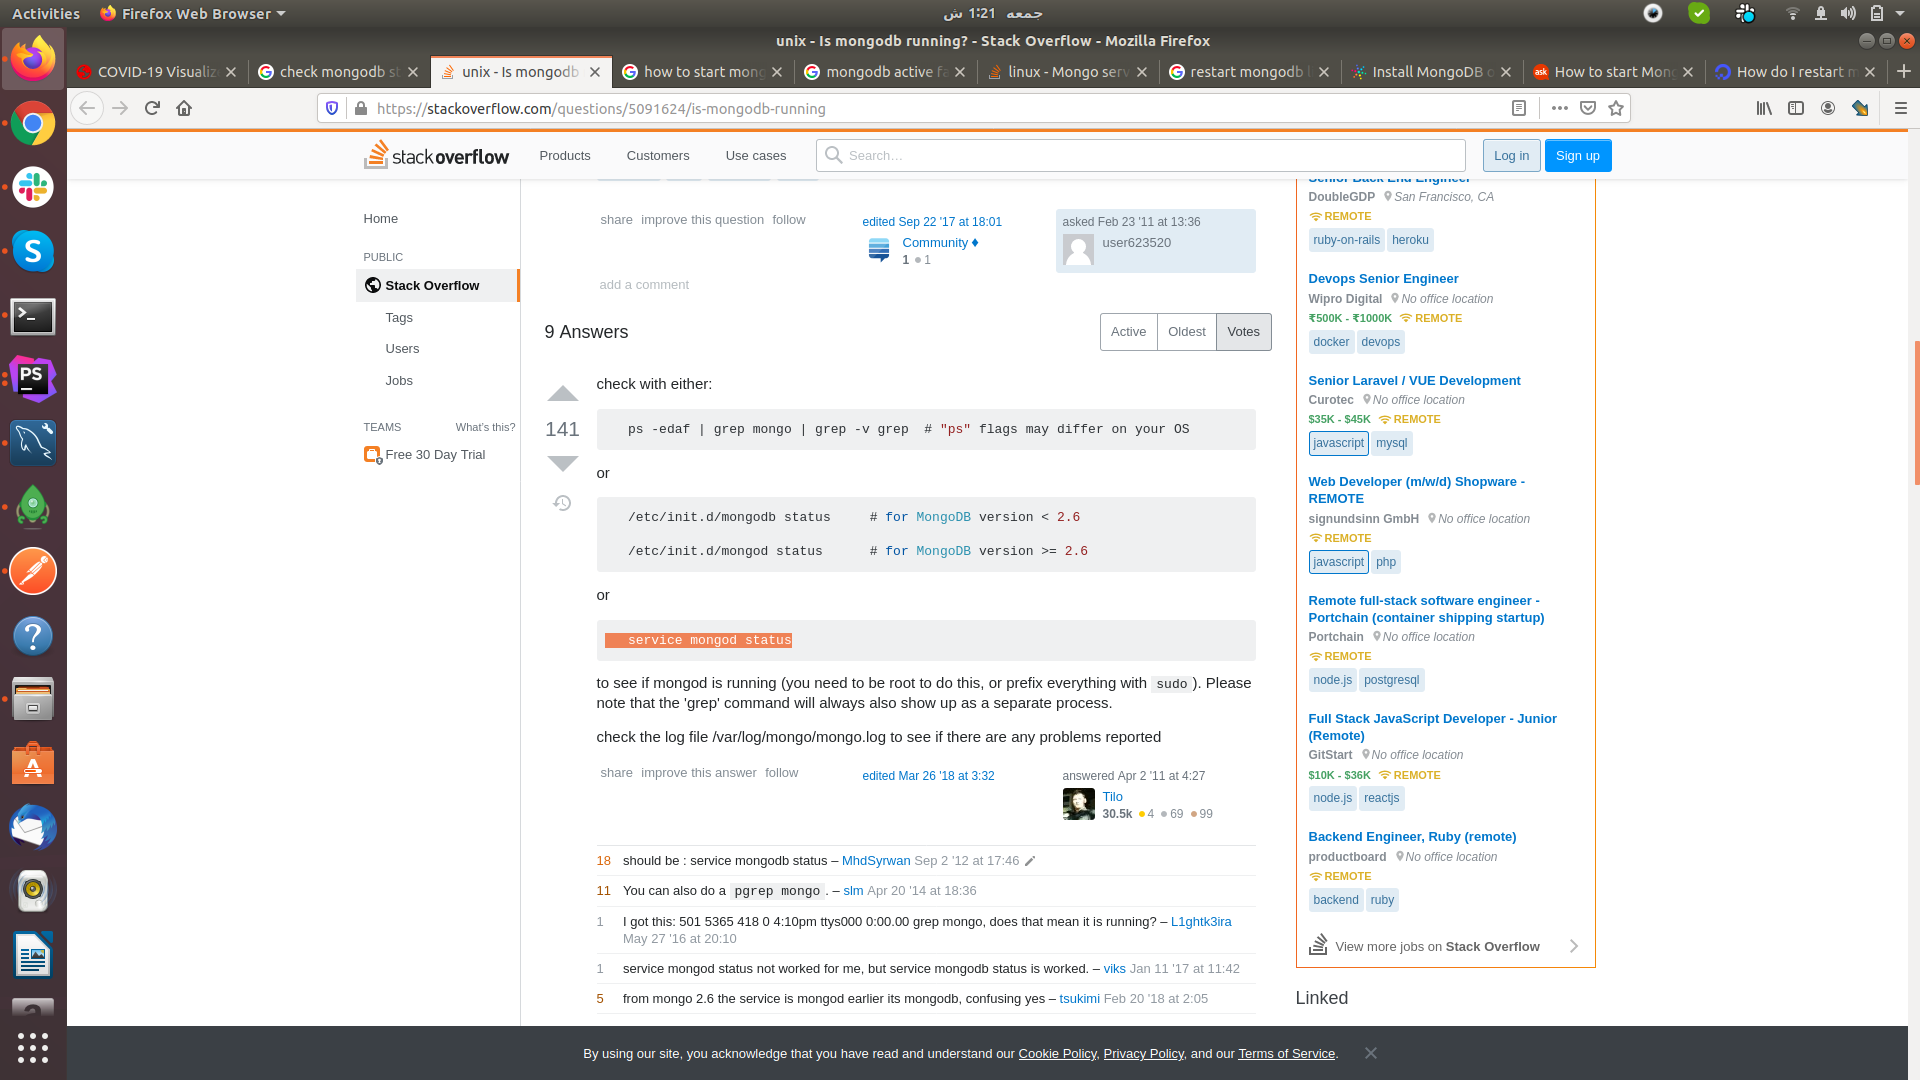 Activities
Firefox Web Browser
جمعه ‎1:21 ش
unix - Is mongodb running? - Stack Overflow - Mozilla Firefox
COVID-19 Visualiz
check mongodb st
unix - Is mongodb
how to start mong
mongodb active fa
linux - Mongo serv
restart mongodb l
Install MongoDB o
ask How to start Mong
How do I restart m
https://stackoverflow.com/questions/5091624/is-mongodb-running
stackoverflow
Products
Customers
Use cases
Search…
Log in
Sign up
Home
PUBLIC
Stack Overflow
Tags
Users
Jobs
TEAMS
What's this?
Free 30 Day Trial
share improve this question follow
edited Sep 22 '17 at 18:01
Community ♦
1 ●1
asked Feb 23 '11 at 13:36
user623520
add a comment
9 Answers
Active
Oldest
Votes
141
check with either:
ps -edaf | grep mongo | grep -v grep  # "ps" flags may differ on your OS
or
/etc/init.d/mongodb status     # for MongoDB version < 2.6
/etc/init.d/mongod status      # for MongoDB version >= 2.6
or
service mongod status
to see if mongod is running (you need to be root to do this, or prefix everything with sudo). Please
note that the 'grep' command will always also show up as a separate process.
check the log file /var/log/mongo/mongo.log to see if there are any problems reported
share improve this answer follow
edited Mar 26 '18 at 3:32
answered Apr 2 '11 at 4:27
Tilo
30.5k ●4 ●69 ●99
18 should be : service mongodb status – MhdSyrwan Sep 2 '12 at 17:46
11 You can also do a pgrep mongo . – slm Apr 20 '14 at 18:36
1 I got this: 501 5365 418 0 4:10pm ttys000 0:00.00 grep mongo, does that mean it is running? – L1ghtk3ira
May 27 '16 at 20:10
1 service mongod status not worked for me, but service mongodb status is worked. – viks Jan 11 '17 at 11:42
5 from mongo 2.6 the service is mongod earlier its mongodb, confusing yes – tsukimi Feb 20 '18 at 2:05
Senior Back End Engineer
DoubleGDP San Francisco, CA
REMOTE
ruby-on-rails heroku
Devops Senior Engineer
Wipro Digital No office location
₹500K - ₹1000K REMOTE
docker devops
Senior Laravel / VUE Development
Curotec No office location
$35K - $45K REMOTE
javascript mysql
Web Developer (m/w/d) Shopware -
REMOTE
signundsinn GmbH No office location
REMOTE
javascript php
Remote full-stack software engineer -
Portchain (container shipping startup)
Portchain No office location
REMOTE
node.js postgresql
Full Stack JavaScript Developer - Junior
(Remote)
GitStart No office location
$10K - $36K REMOTE
node.js reactjs
Backend Engineer, Ruby (remote)
productboard No office location
REMOTE
backend ruby
View more jobs on Stack Overflow
Linked
By using our site, you acknowledge that you have read and understand our Cookie Policy, Privacy Policy, and our Terms of Service.
PS